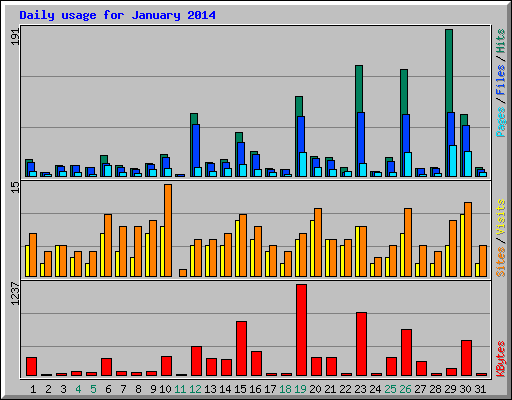 Daily usage for January 2014
191
Pages / Files / Hits
15
Sites / Visits
1237
KBytes
1 2 3 4 5 6 7 8 9 10 11 12 13 14 15 16 17 18 19 20 21 22 23 24 25 26 27 28 29 30 31